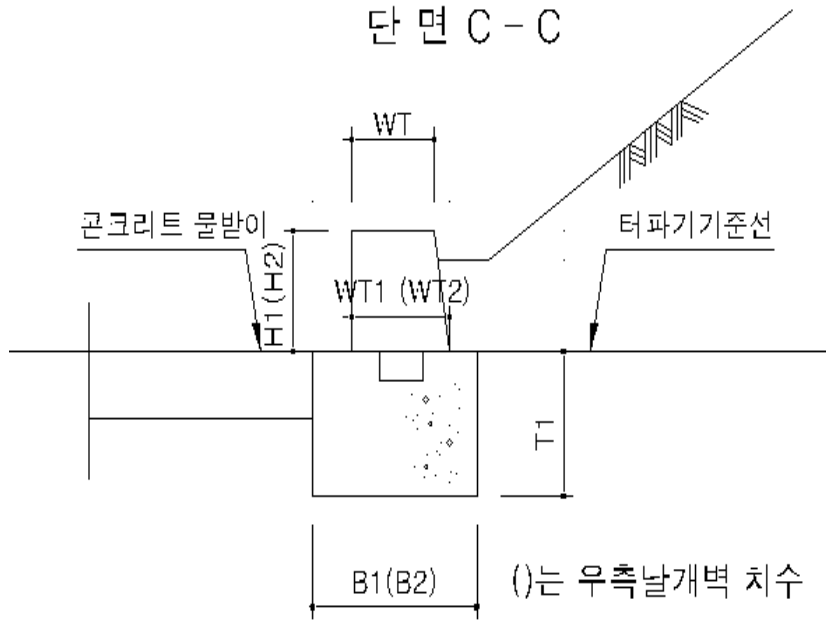 단 면 C - C
WT
콘크리트 물받이
터파기기준선
H1(H2)
WT1 (WT2)
T1
B1(B2)
()는 우측날개벽 치수